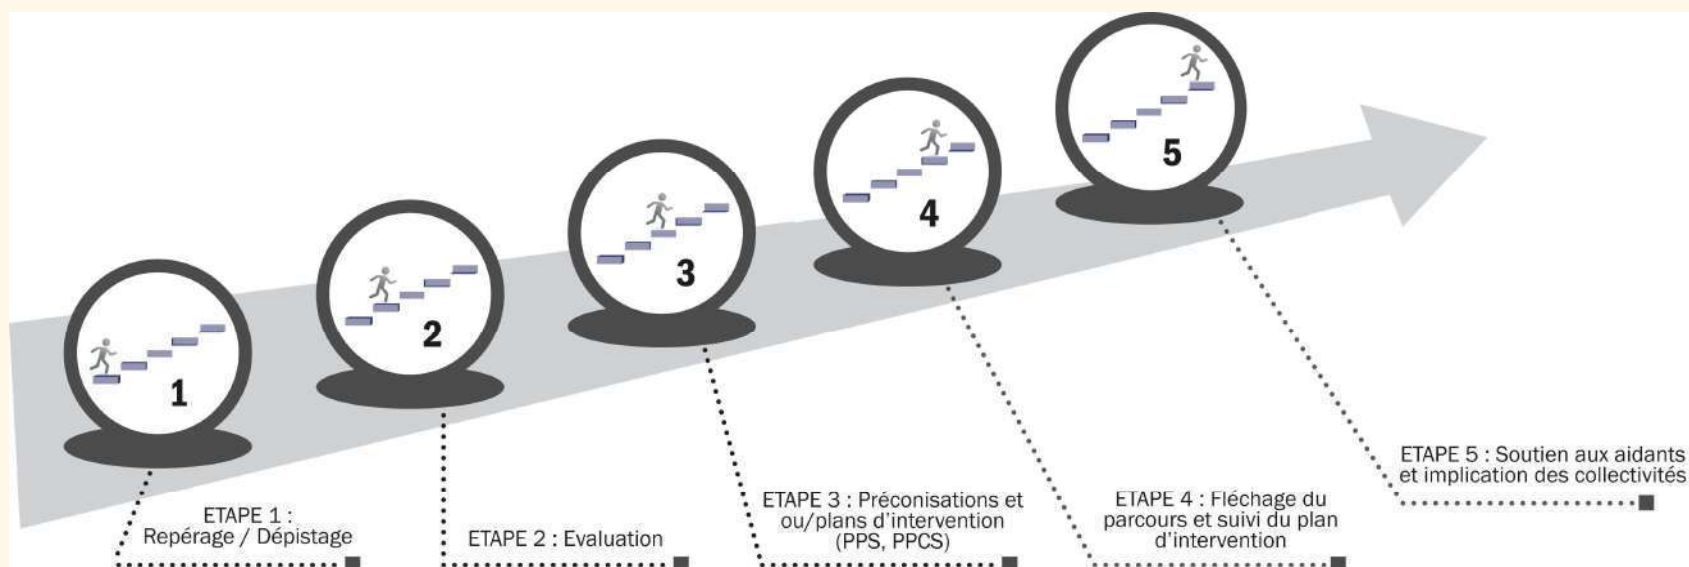 1
2
3
4
5
ETAPE 1 :
Repérage / Dépistage
ETAPE 2 : Evaluation
ETAPE 3 : Préconisations et
ou/plans d'intervention
(PPS, PPCS)
ETAPE 4 : Fléchage du
parcours et suivi du plan
d'intervention
ETAPE 5 : Soutien aux aidants
et implication des collectivités